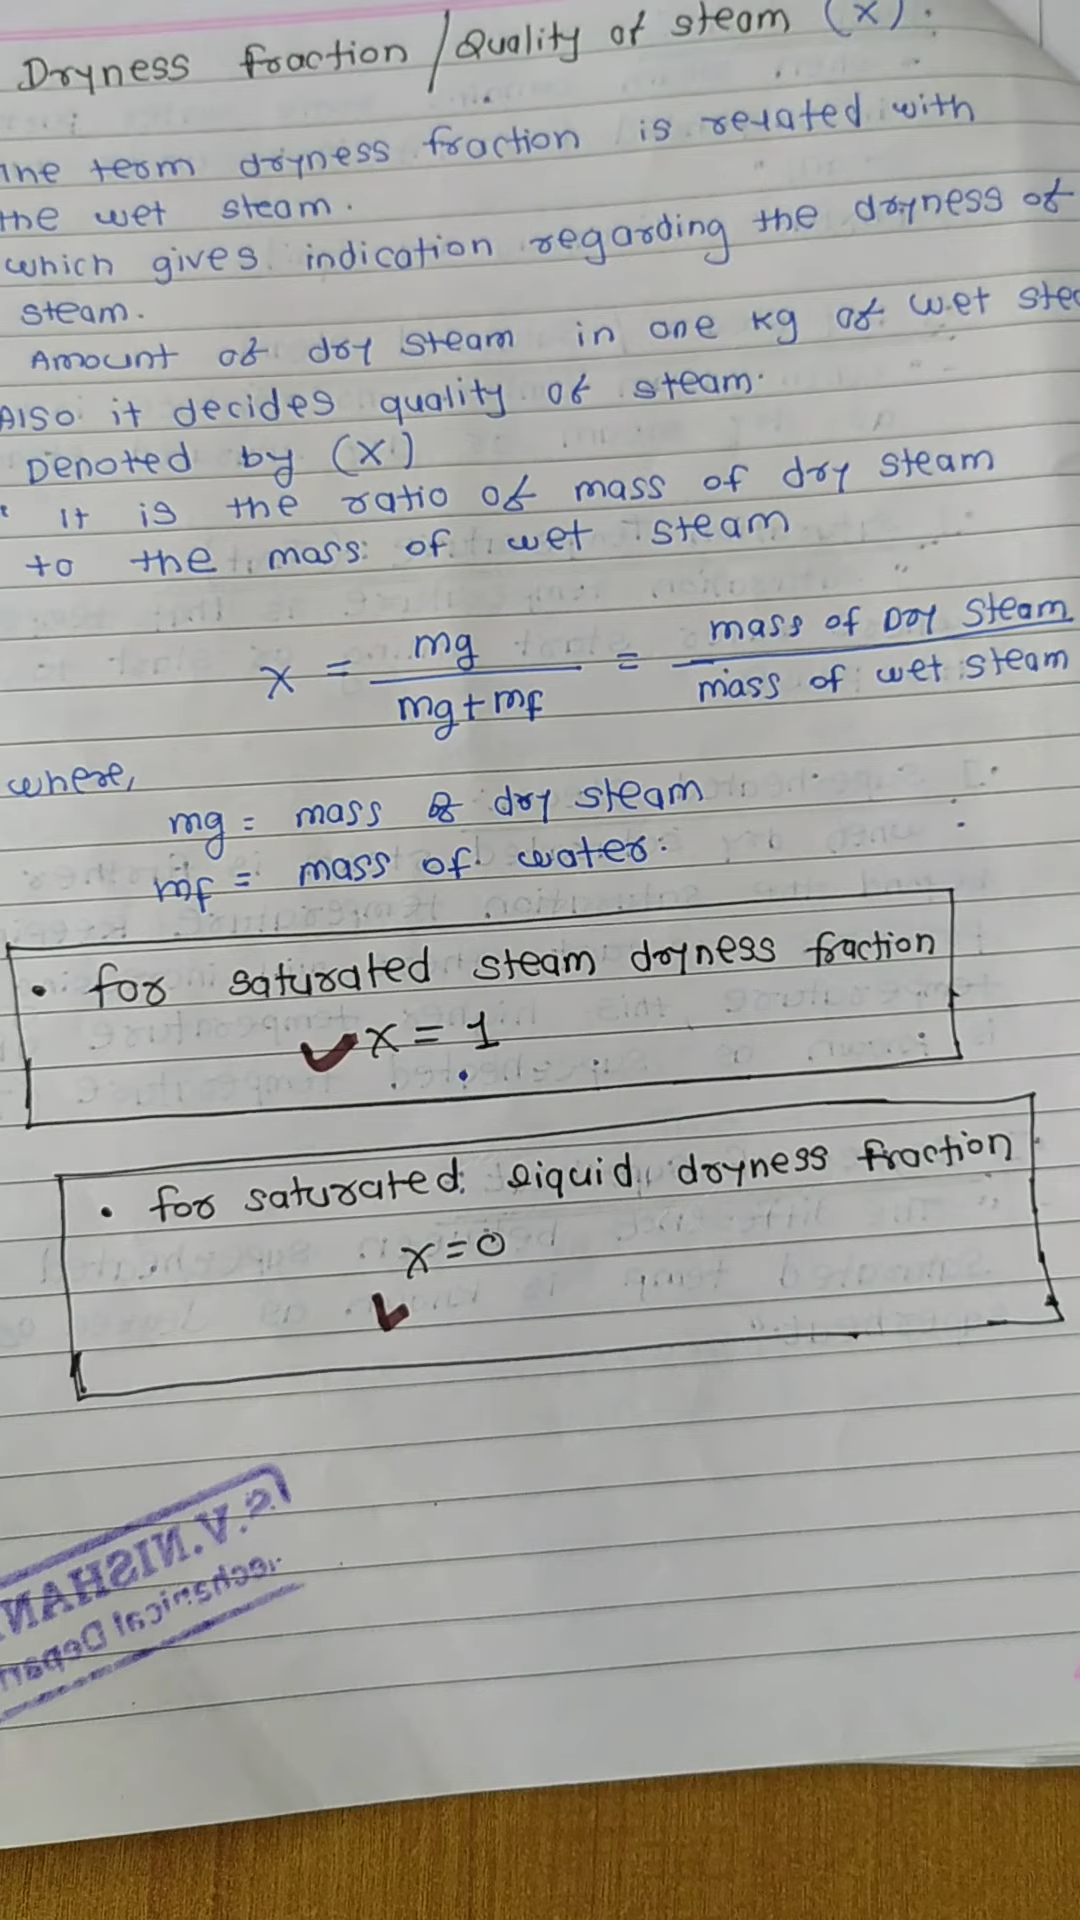 Dryness fraction / Quality of steam (x).
The term dryness fraction is related with
the wet steam.
which gives indication regarding the dryness of
steam.
Amount of dry steam in one kg of wet stea
Also it decides quality of steam.
Denoted by (x)
It is the ratio of mass of dry steam
to the mass of wet steam
x = mg / mg + mf = mass of Dry Steam / mass of wet steam
where,
mg = mass of dry steam
mf = mass of water.
• for saturated steam dryness fraction
x = 1
• for saturated liquid dryness fraction
x = 0
S.V.NISHAN
Mechanical Depar